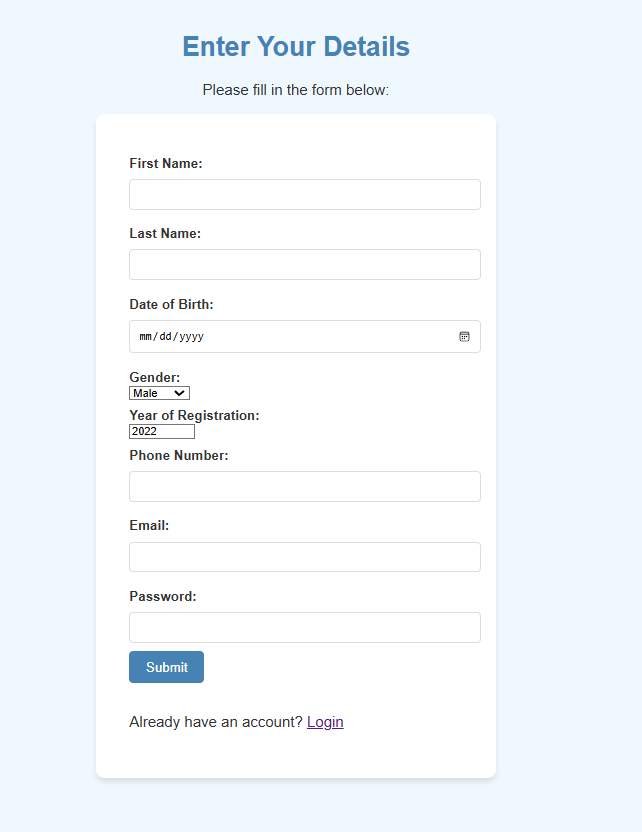 Enter Your Details
Please fill in the form below:
First Name:
Last Name:
Date of Birth:
mm/dd/yyyy
Gender:
Male
Year of Registration:
2022
Phone Number:
Email:
Password:
Submit
Already have an account? Login